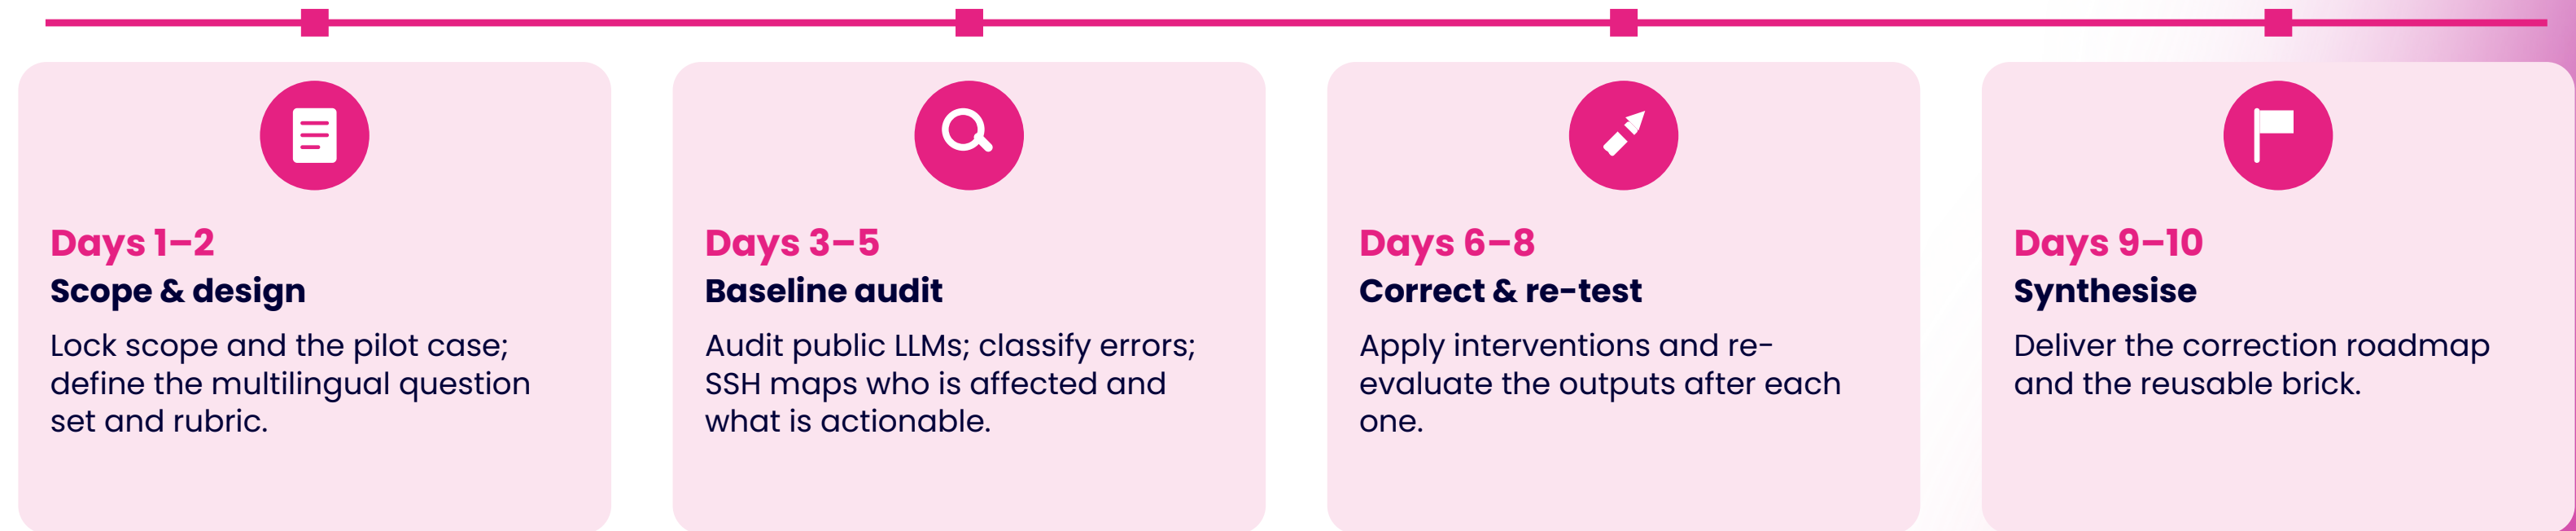 Days 1–2
Scope & design
Lock scope and the pilot case;
define the multilingual question
set and rubric.
Days 3–5
Baseline audit
Audit public LLMs; classify errors;
SSH maps who is affected and
what is actionable.
Days 6–8
Correct & re-test
Apply interventions and re-
evaluate the outputs after each
one.
Days 9–10
Synthesise
Deliver the correction roadmap
and the reusable brick.